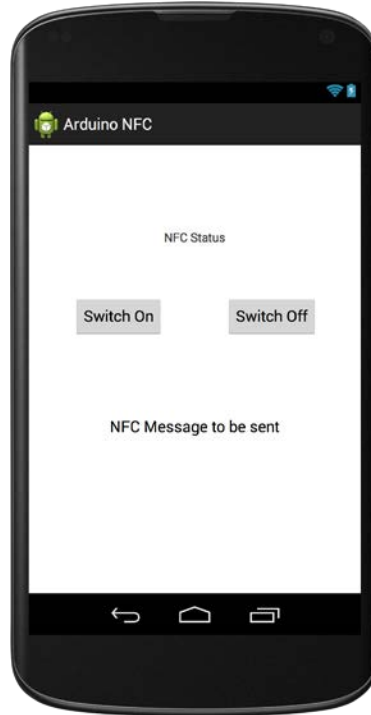 Arduino NFC
NFC Status
Switch On Switch Off
NFC Message to be sent